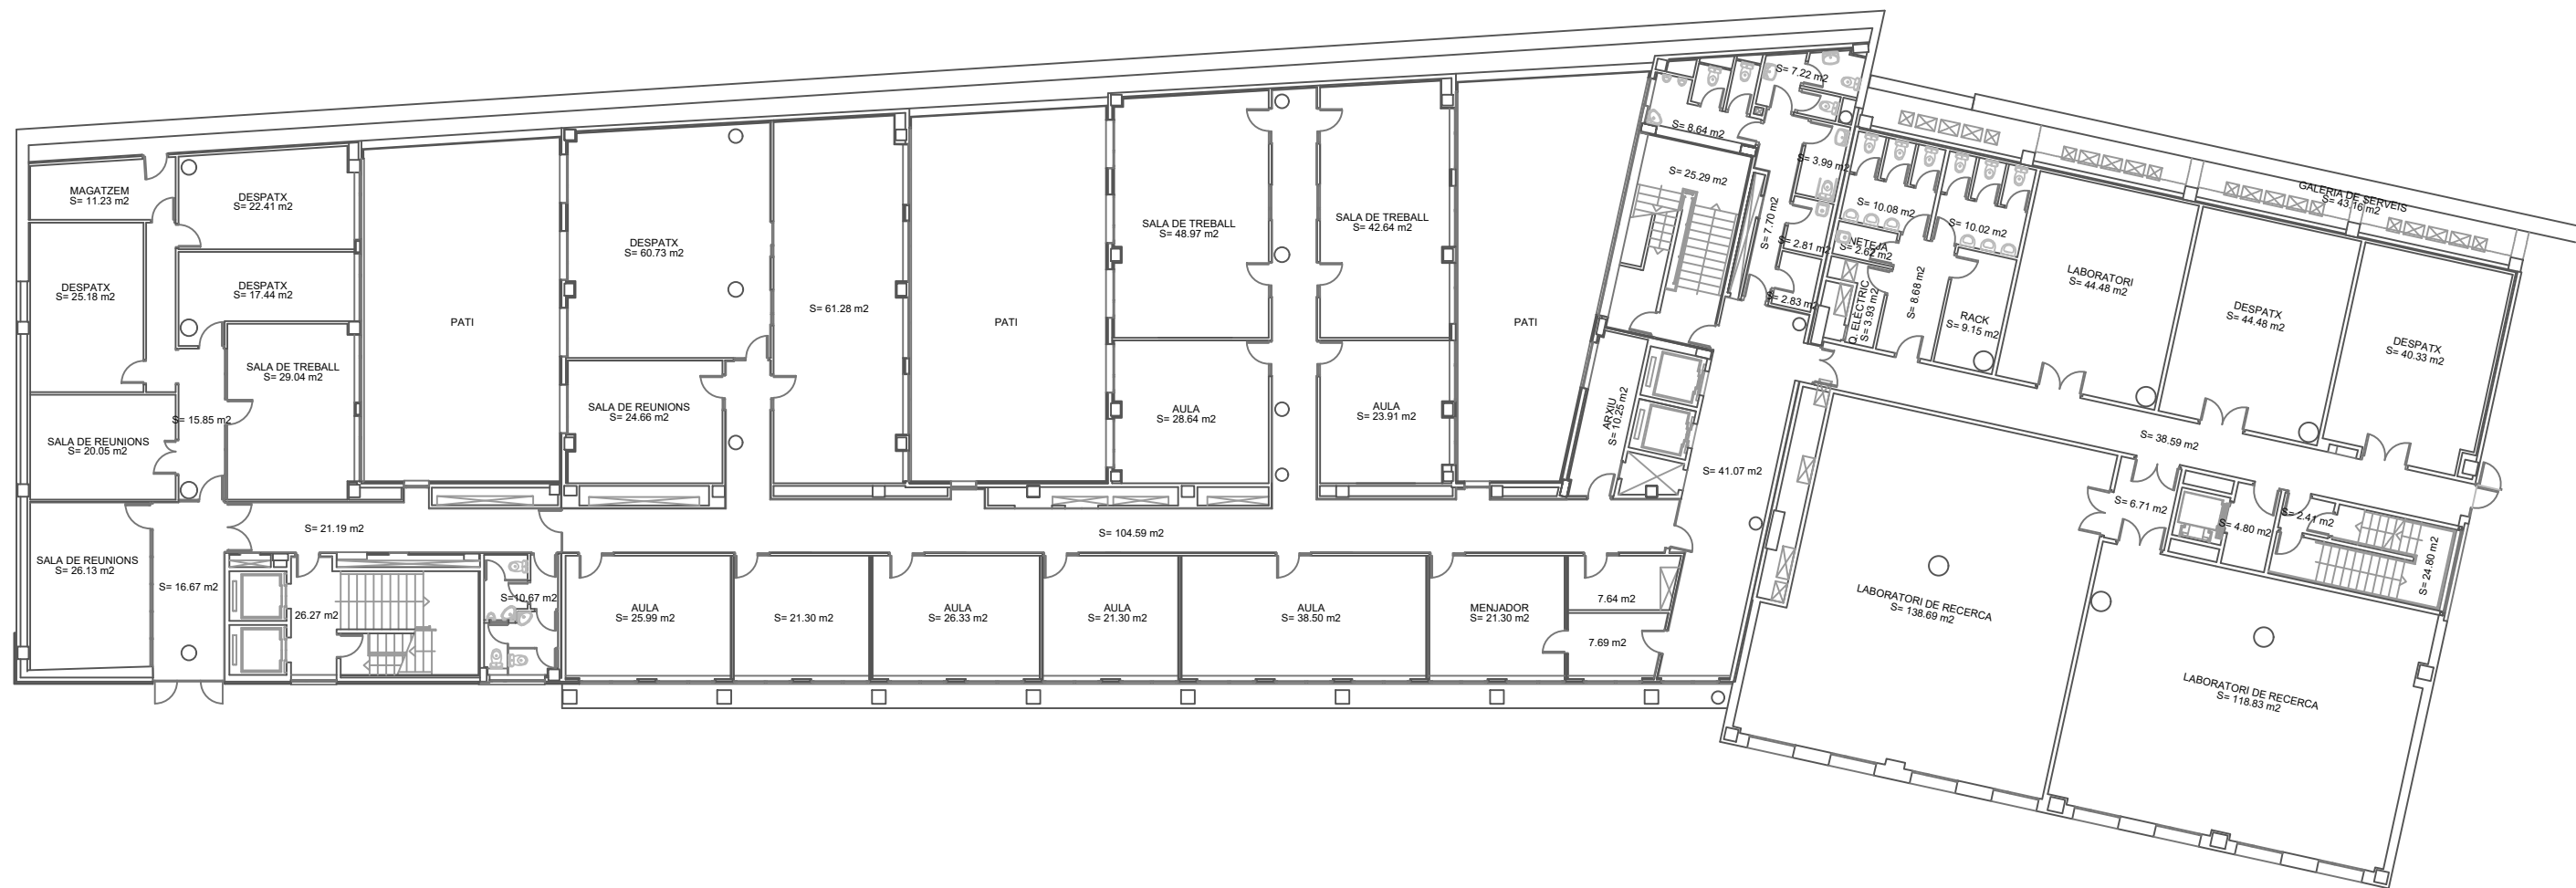 MAGATZEM
S= 11.23 m2
DESPATX
S= 22.41 m2
DESPATX
S= 25.18 m2
DESPATX
S= 17.44 m2
SALA DE TREBALL
S= 29.04 m2
SALA DE REUNIONS
S= 20.05 m2
S= 15.85 m2
SALA DE REUNIONS
S= 26.13 m2
S= 16.67 m2
S= 21.19 m2
26.27 m2
S=10.67 m2
PATI
DESPATX
S= 60.73 m2
SALA DE REUNIONS
S= 24.66 m2
S= 61.28 m2
PATI
SALA DE TREBALL
S= 48.97 m2
AULA
S= 28.64 m2
SALA DE TREBALL
S= 42.64 m2
AULA
S= 23.91 m2
PATI
S= 104.59 m2
AULA
S= 25.99 m2
S= 21.30 m2
AULA
S= 26.33 m2
AULA
S= 21.30 m2
AULA
S= 38.50 m2
MENJADOR
S= 21.30 m2
7.64 m2
7.69 m2
ARXIU
S= 10.25 m2
S= 41.07 m2
S= 8.64 m2
S= 7.22 m2
S= 25.29 m2
S= 7.70 m2
S= 3.99 m2
S= 2.81 m2
S= 2.83 m2
S= 10.08 m2
NETEJA
S= 2.62 m2
Q. ELÈCTRIC
S= 3.93 m2
S= 8.68 m2
S= 10.02 m2
RACK
S= 9.15 m2
LABORATORI
S= 44.48 m2
DESPATX
S= 44.48 m2
DESPATX
S= 40.33 m2
GALERIA DE SERVEIS
S= 43.16 m2
S= 38.59 m2
S= 6.71 m2
S= 4.80 m2
S= 2.41 m2
S= 24.80 m2
LABORATORI DE RECERCA
S= 138.69 m2
LABORATORI DE RECERCA
S= 118.83 m2